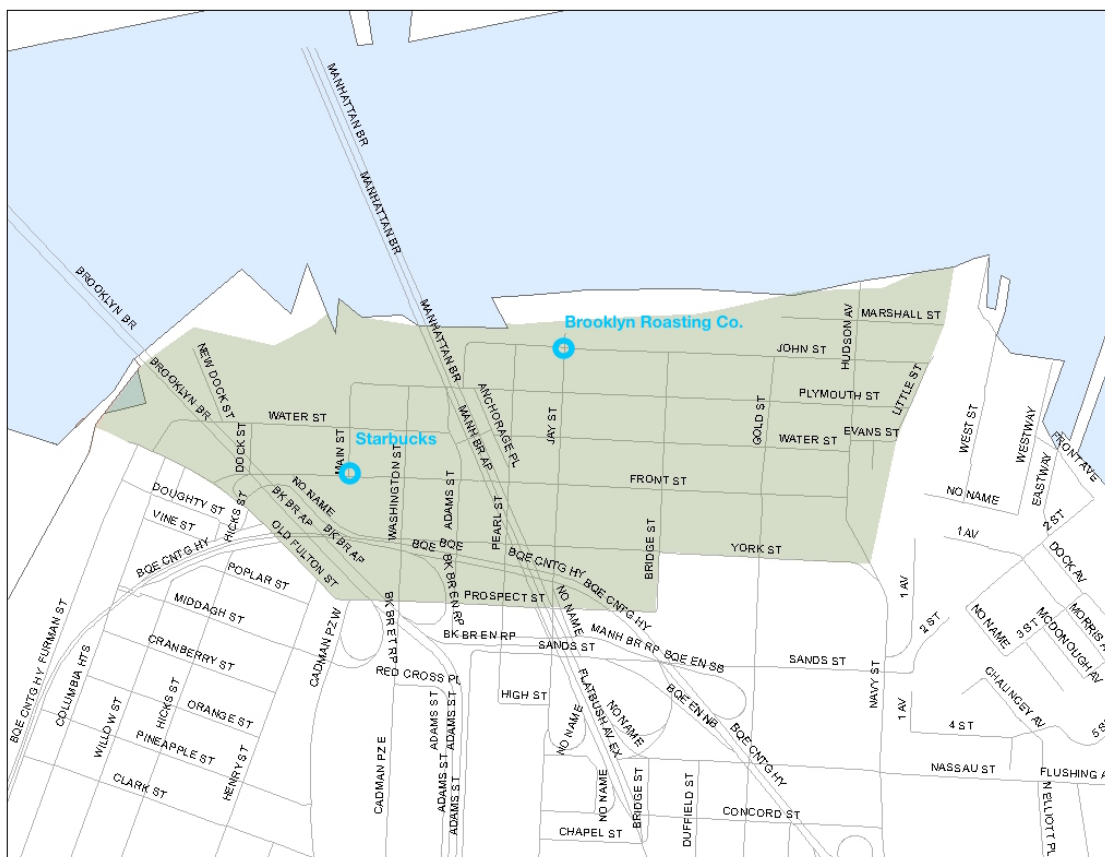 MANHATTAN BR
MANHATTAN BR
BROOKLYN BR
MANHATTAN BR
BROOKLYN BR
Brooklyn Roasting Co.
MARSHALL ST
HUDSON AV
JOHN ST
NEW DOCK ST
ANCHORAGE PL
PLYMOUTH ST
LITTLE ST
WATER ST
MANH BR AP
JAY ST
GOLD ST
WATER ST
EVANS ST
WEST ST
WESTWAY
EASTWAY
FRONT AVE
DOCK ST
MAIN ST
Starbucks
WASHINGTON ST
ADAMS ST
FRONT ST
NO NAME
DOUGHTY ST
HICKS ST
NO NAME
BK BR AP
BK BR AP
PEARL ST
2 ST
VINE ST
OLD FULTON ST
BQE
BQE
BQE CNTG HY
BRIDGE ST
YORK ST
1 AV
DOCK AV
BQE CNTG HY
POPLAR ST
BK BR EN RP
PROSPECT ST
NO NAME
BQE CNTG HY
1 AV
MIDDAGH ST
CADMAN PZ W
BK BR ET RP
BK BR EN RP
SANDS ST
MANH BR RP
BQE EN SB
SANDS ST
2 ST
NO NAME
3 ST
MCDONOUGH AV
MORRIS A
FURMAN ST
CRANBERRY ST
RED CROSS PL
HIGH ST
FLATBUSH AV EX
BQE EN NB
NAVY ST
1 AV
CHAUNCEY AV
COLUMBIA HTS
HICKS ST
ORANGE ST
ADAMS ST
ADAMS ST
NO NAME
NO NAME
BQE CNTG HY
4 ST
5 S
BQE CNTG HY
WILLOW ST
PINEAPPLE ST
HENRY ST
CADMAN PZ E
ADAMS ST
ADAMS ST
NO NAME
BRIDGE ST
DUFFIELD ST
NASSAU ST
FLUSHING A
CLARK ST
CONCORD ST
CHAPEL ST
N ELLIOTT PL